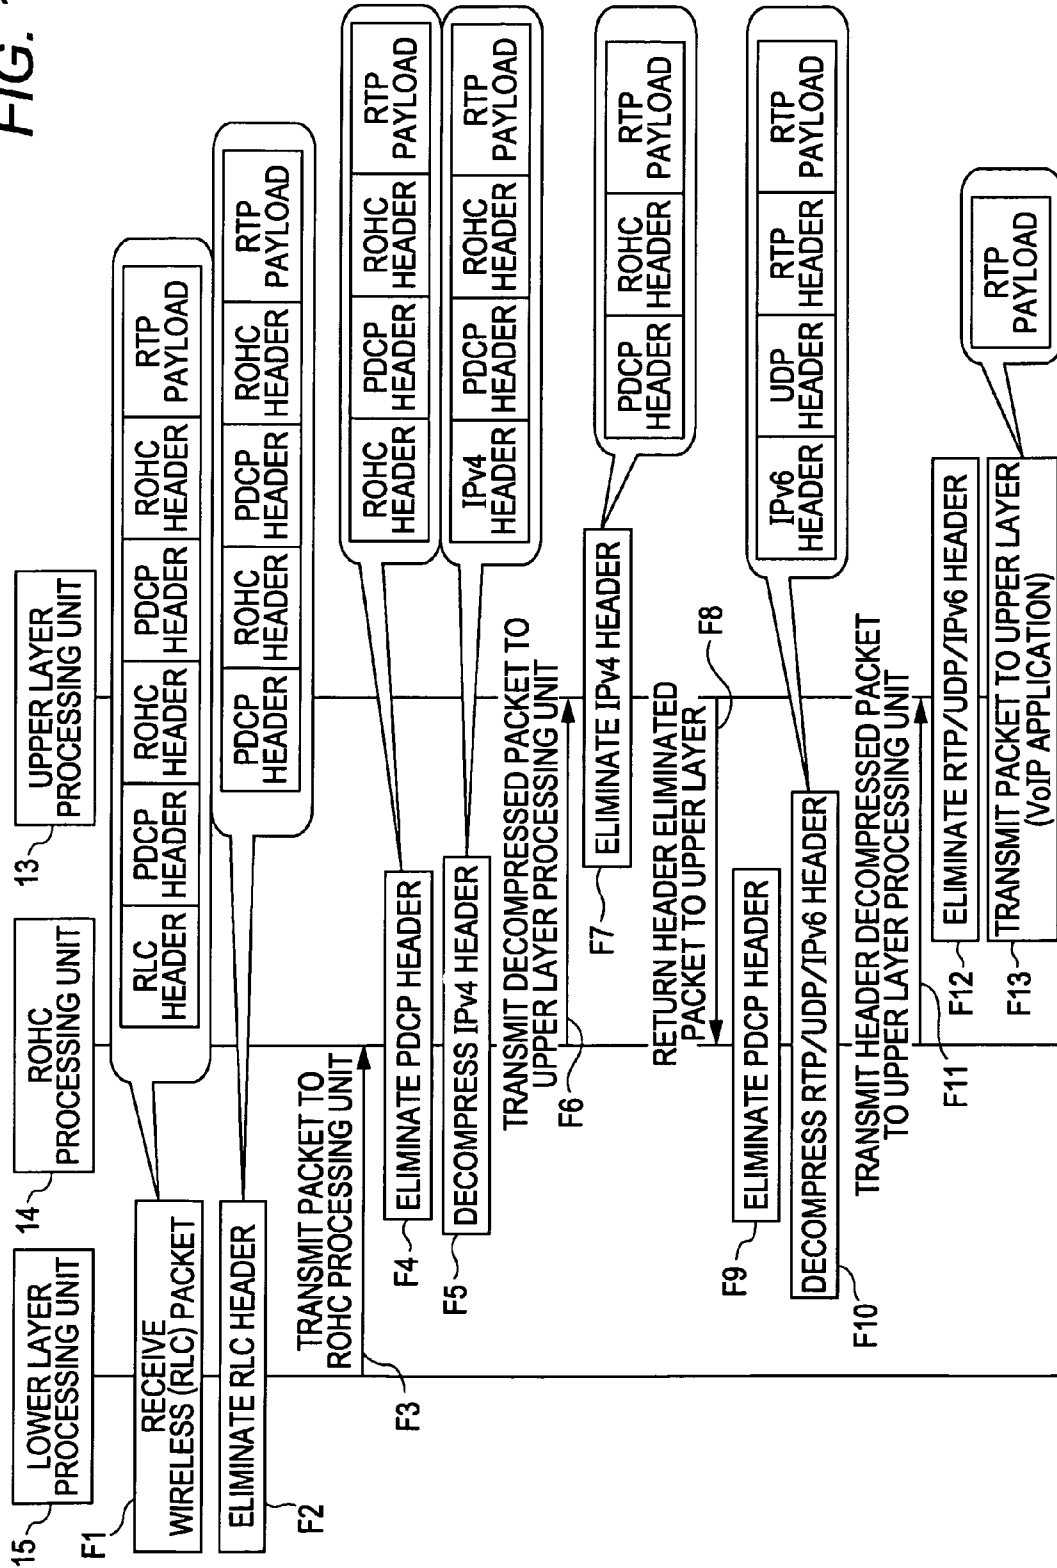 FIG.
15
LOWER LAYER
PROCESSING UNIT
14
ROHC
PROCESSING UNIT
13
UPPER LAYER
PROCESSING UNIT
F1
RECEIVE
WIRELESS (RLC) PACKET
RLC
HEADER
PDCP
HEADER
ROHC
HEADER
PDCP
HEADER
ROHC
HEADER
RTP
PAYLOAD
F2
ELIMINATE RLC HEADER
PDCP
HEADER
ROHC
HEADER
PDCP
HEADER
ROHC
HEADER
RTP
PAYLOAD
TRANSMIT PACKET TO
ROHC PROCESSING UNIT
F3
F4
ELIMINATE PDCP HEADER
ROHC
HEADER
PDCP
HEADER
ROHC
HEADER
RTP
PAYLOAD
F5
DECOMPRESS IPv4 HEADER
IPv4
HEADER
PDCP
HEADER
ROHC
HEADER
RTP
PAYLOAD
TRANSMIT DECOMPRESSED PACKET TO
UPPER LAYER PROCESSING UNIT
F6
F7
ELIMINATE IPv4 HEADER
PDCP
HEADER
ROHC
HEADER
RTP
PAYLOAD
RETURN HEADER ELIMINATED
PACKET TO UPPER LAYER
F8
F9
ELIMINATE PDCP HEADER
F10
DECOMPRESS RTP/UDP/IPv6 HEADER
IPv6
HEADER
UDP
HEADER
RTP
HEADER
RTP
PAYLOAD
TRANSMIT HEADER DECOMPRESSED PACKET
TO UPPER LAYER PROCESSING UNIT
F11
F12
ELIMINATE RTP/UDP/IPv6 HEADER
F13
TRANSMIT PACKET TO UPPER LAYER
(VoIP APPLICATION)
RTP
PAYLOAD